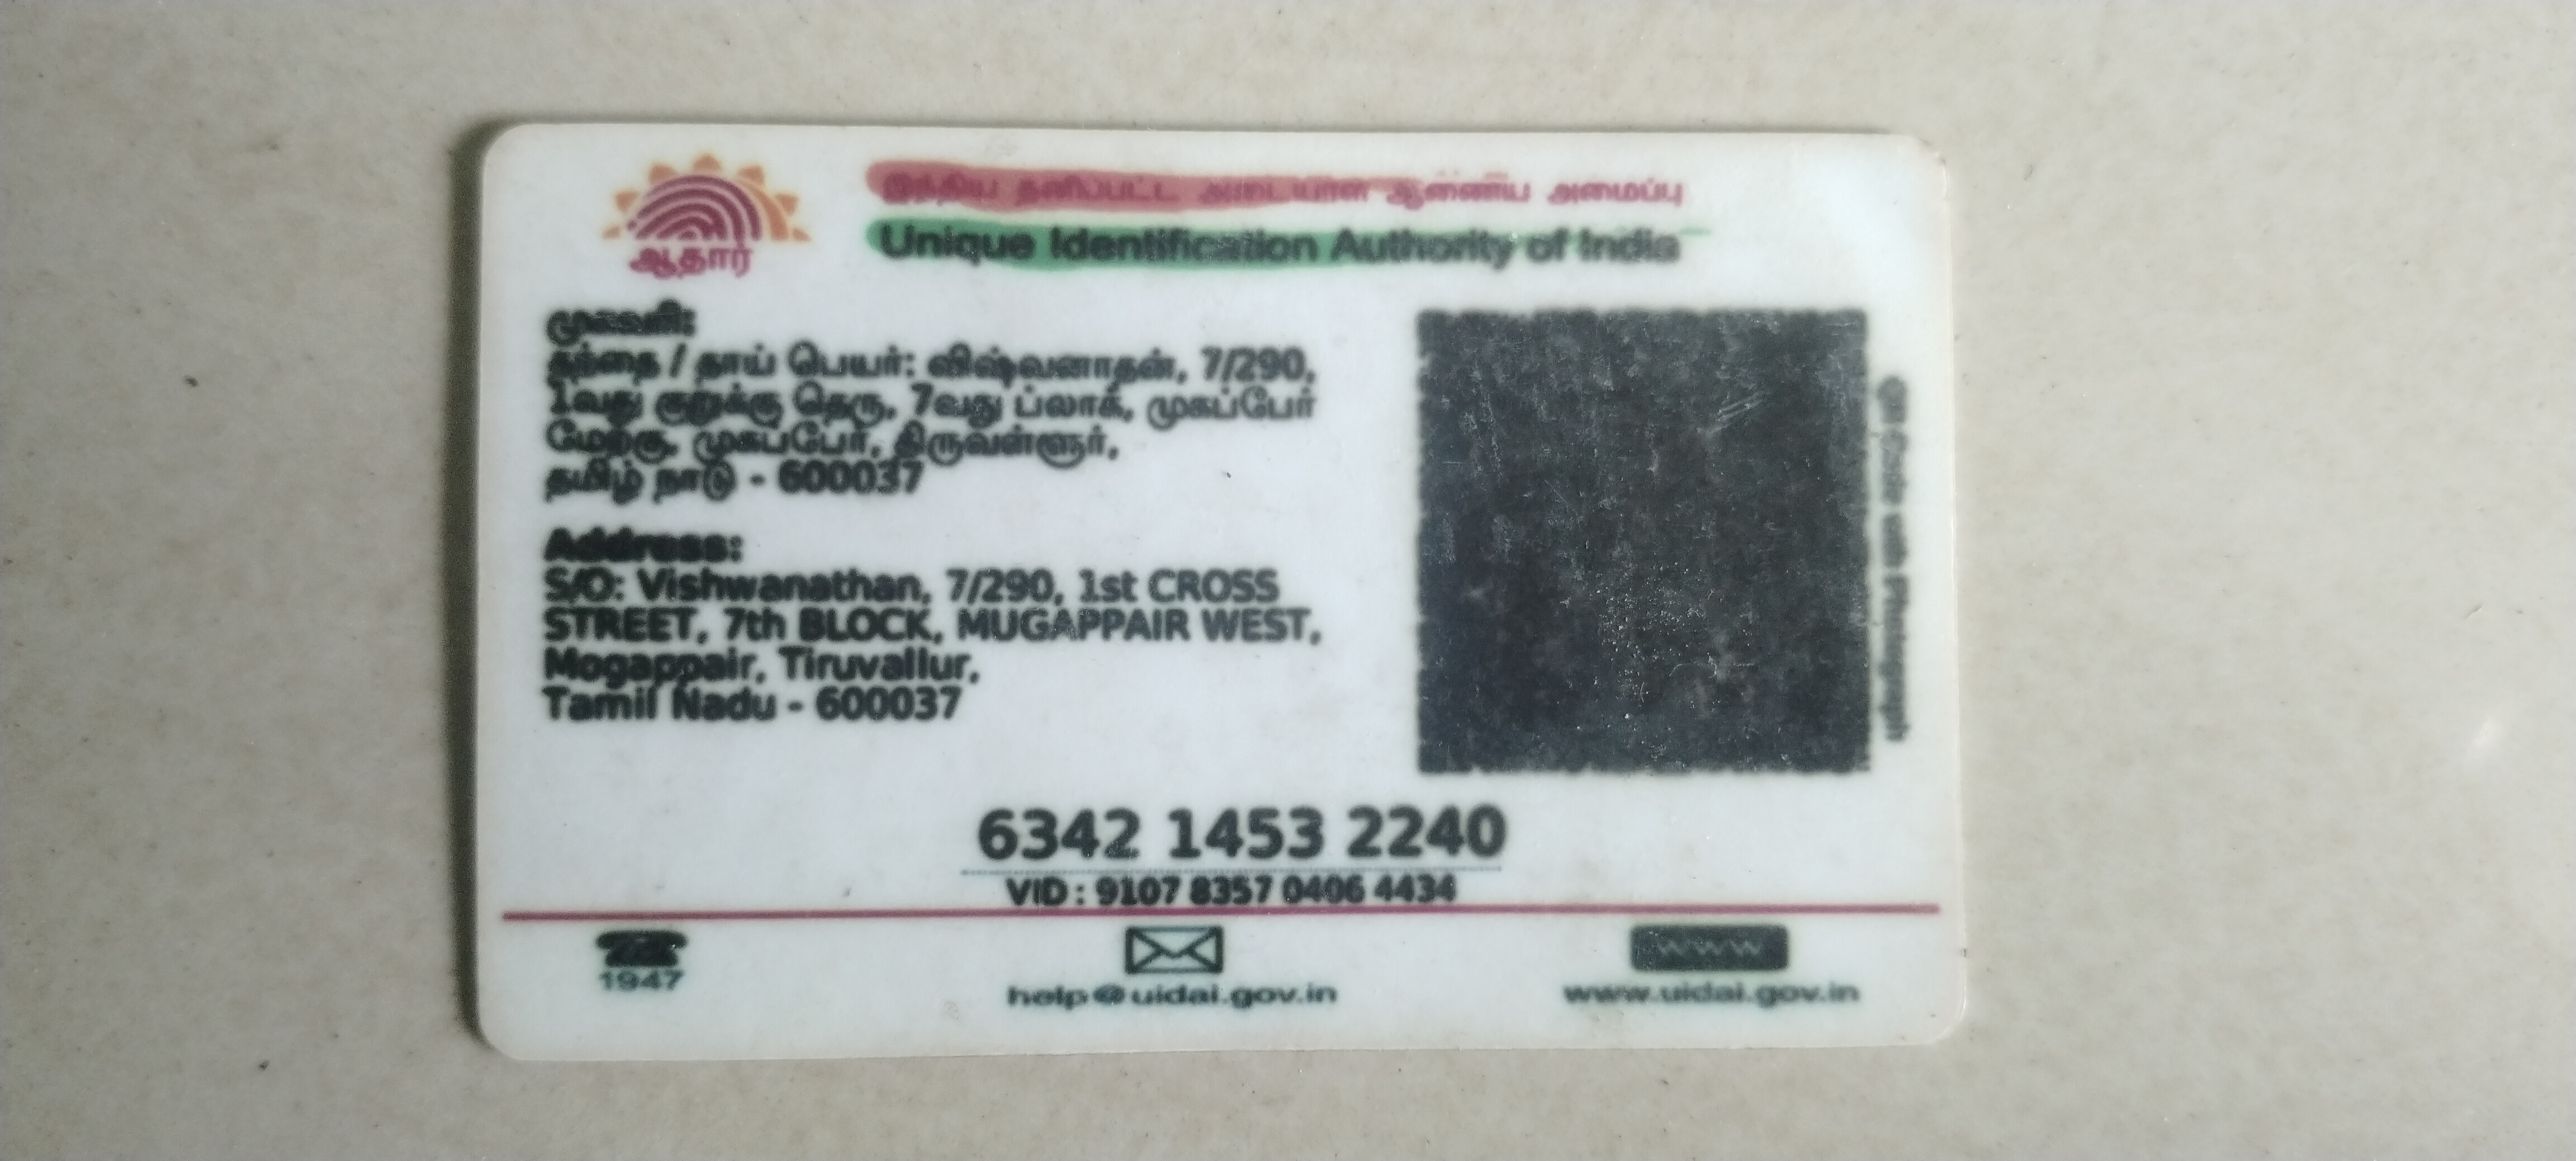 ஆதார்
இந்திய தனிப்பட்ட அடையாள ஆணைய அமைப்பு
Unique Identification Authority of India
முகவரி:
தந்தை / தாய் பெயர்: விஷ்வனாதன், 7/290,
1வது குறுக்கு தெரு, 7வது ப்லாக், முகப்பேர்
மேற்கு, முகப்பேர், திருவள்ளூர்,
தமிழ் நாடு - 600037
Address:
S/O: Vishwanathan, 7/290, 1st CROSS
STREET, 7th BLOCK, MUGAPPAIR WEST,
Mogappair, Tiruvallur,
Tamil Nadu - 600037
QR Code with Photograph
6342 1453 2240
VID : 9107 8357 0406 4434
1947
help@uidai.gov.in
www
www.uidai.gov.in